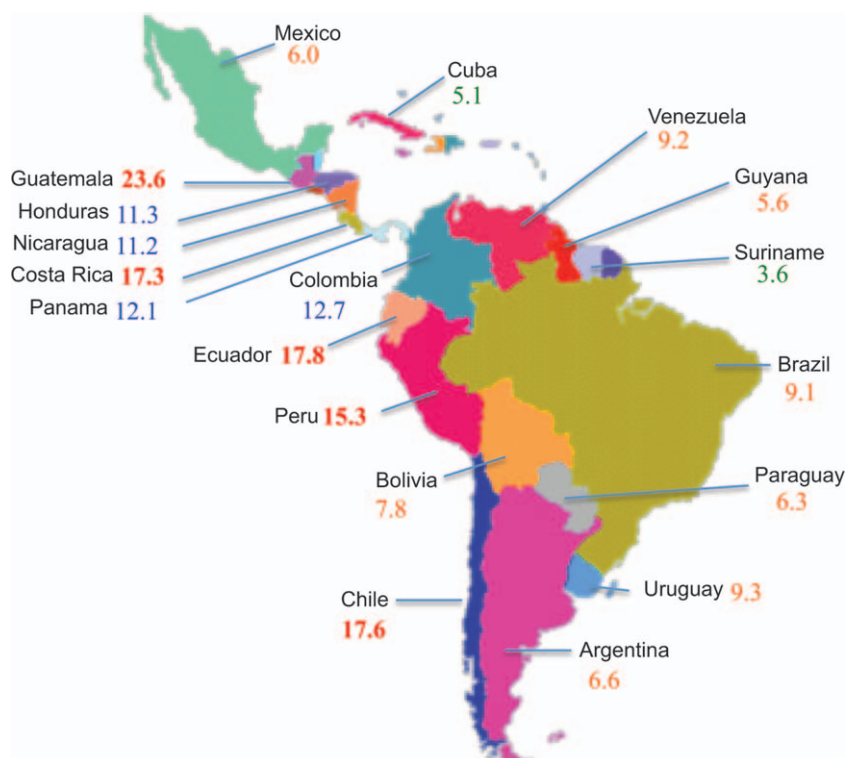 Mexico
6.0
Cuba
5.1
Venezuela
9.2
Guatemala 23.6
Guyana
5.6
Honduras 11.3
Nicaragua 11.2
Suriname
3.6
Costa Rica 17.3
Colombia
12.7
Panama 12.1
Ecuador 17.8
Brazil
9.1
Peru 15.3
Bolivia
7.8
Paraguay
6.3
Uruguay 9.3
Chile
17.6
Argentina
6.6